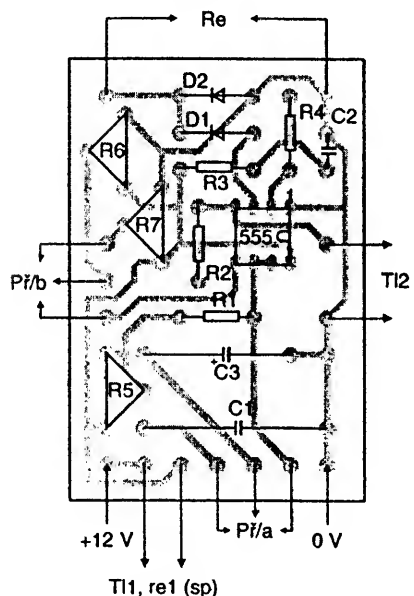 Re
D2
D1
R4
C2
R6
R3
R7
555
R2
Př/b
Tl2
R1
C3
R5
C1
+12 V
Př/a
0 V
Tl1, re1 (sp)